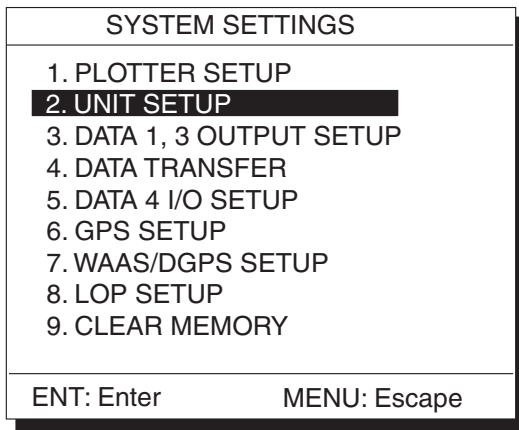 SYSTEM SETTINGS
1. PLOTTER SETUP
2. UNIT SETUP
3. DATA 1, 3 OUTPUT SETUP
4. DATA TRANSFER
5. DATA 4 I/O SETUP
6. GPS SETUP
7. WAAS/DGPS SETUP
8. LOP SETUP
9. CLEAR MEMORY
ENT: Enter MENU: Escape